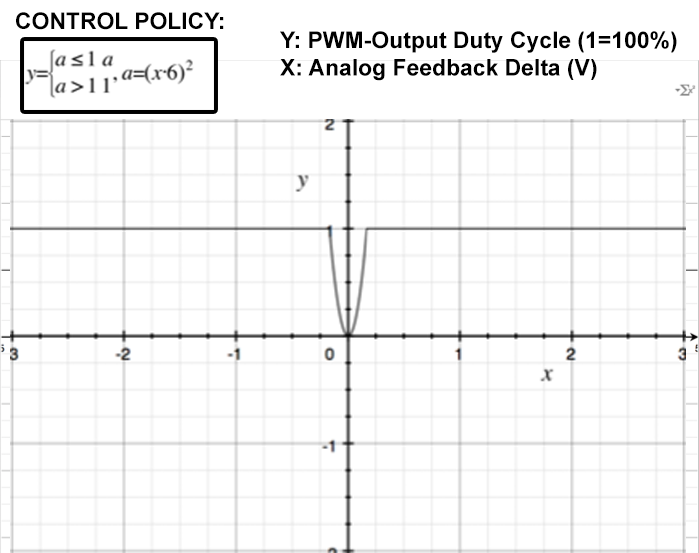 CONTROL POLICY:
y={a≤1 a
a>1 1, a=(x·6)²
Y: PWM-Output Duty Cycle (1=100%)
X: Analog Feedback Delta (V)
-Σx²
2
y
1
3 -2 -1 0 1 2 3
x
-1